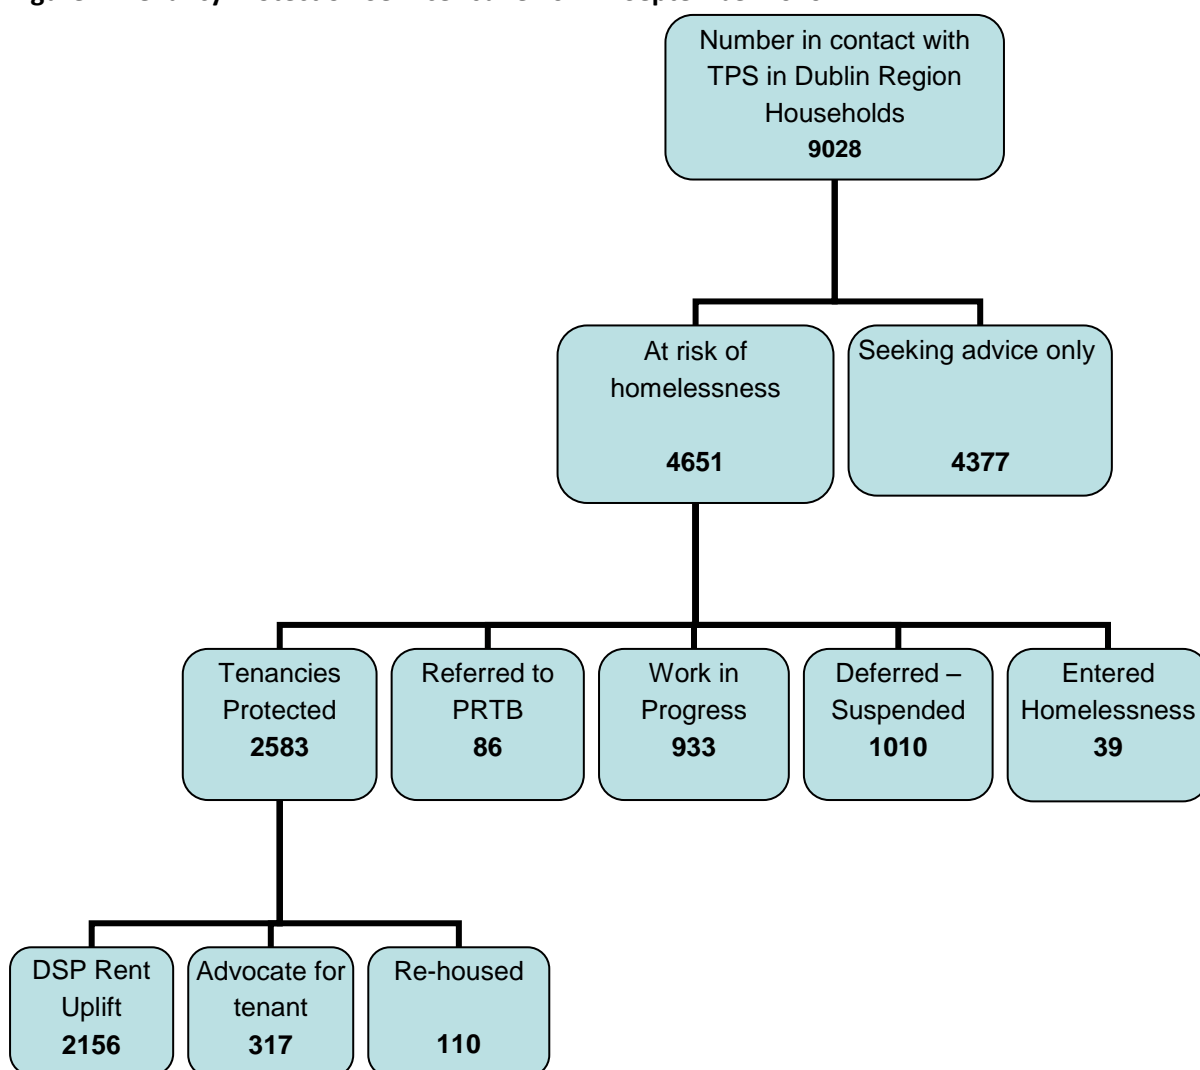 Number in contact with
TPS in Dublin Region
Households
9028
At risk of
homelessness
4651
Seeking advice only
4377
Tenancies
Protected
2583
Referred to
PRTB
86
Work in
Progress
933
Deferred –
Suspended
1010
Entered
Homelessness
39
DSP Rent
Uplift
2156
Advocate for
tenant
317
Re-housed
110